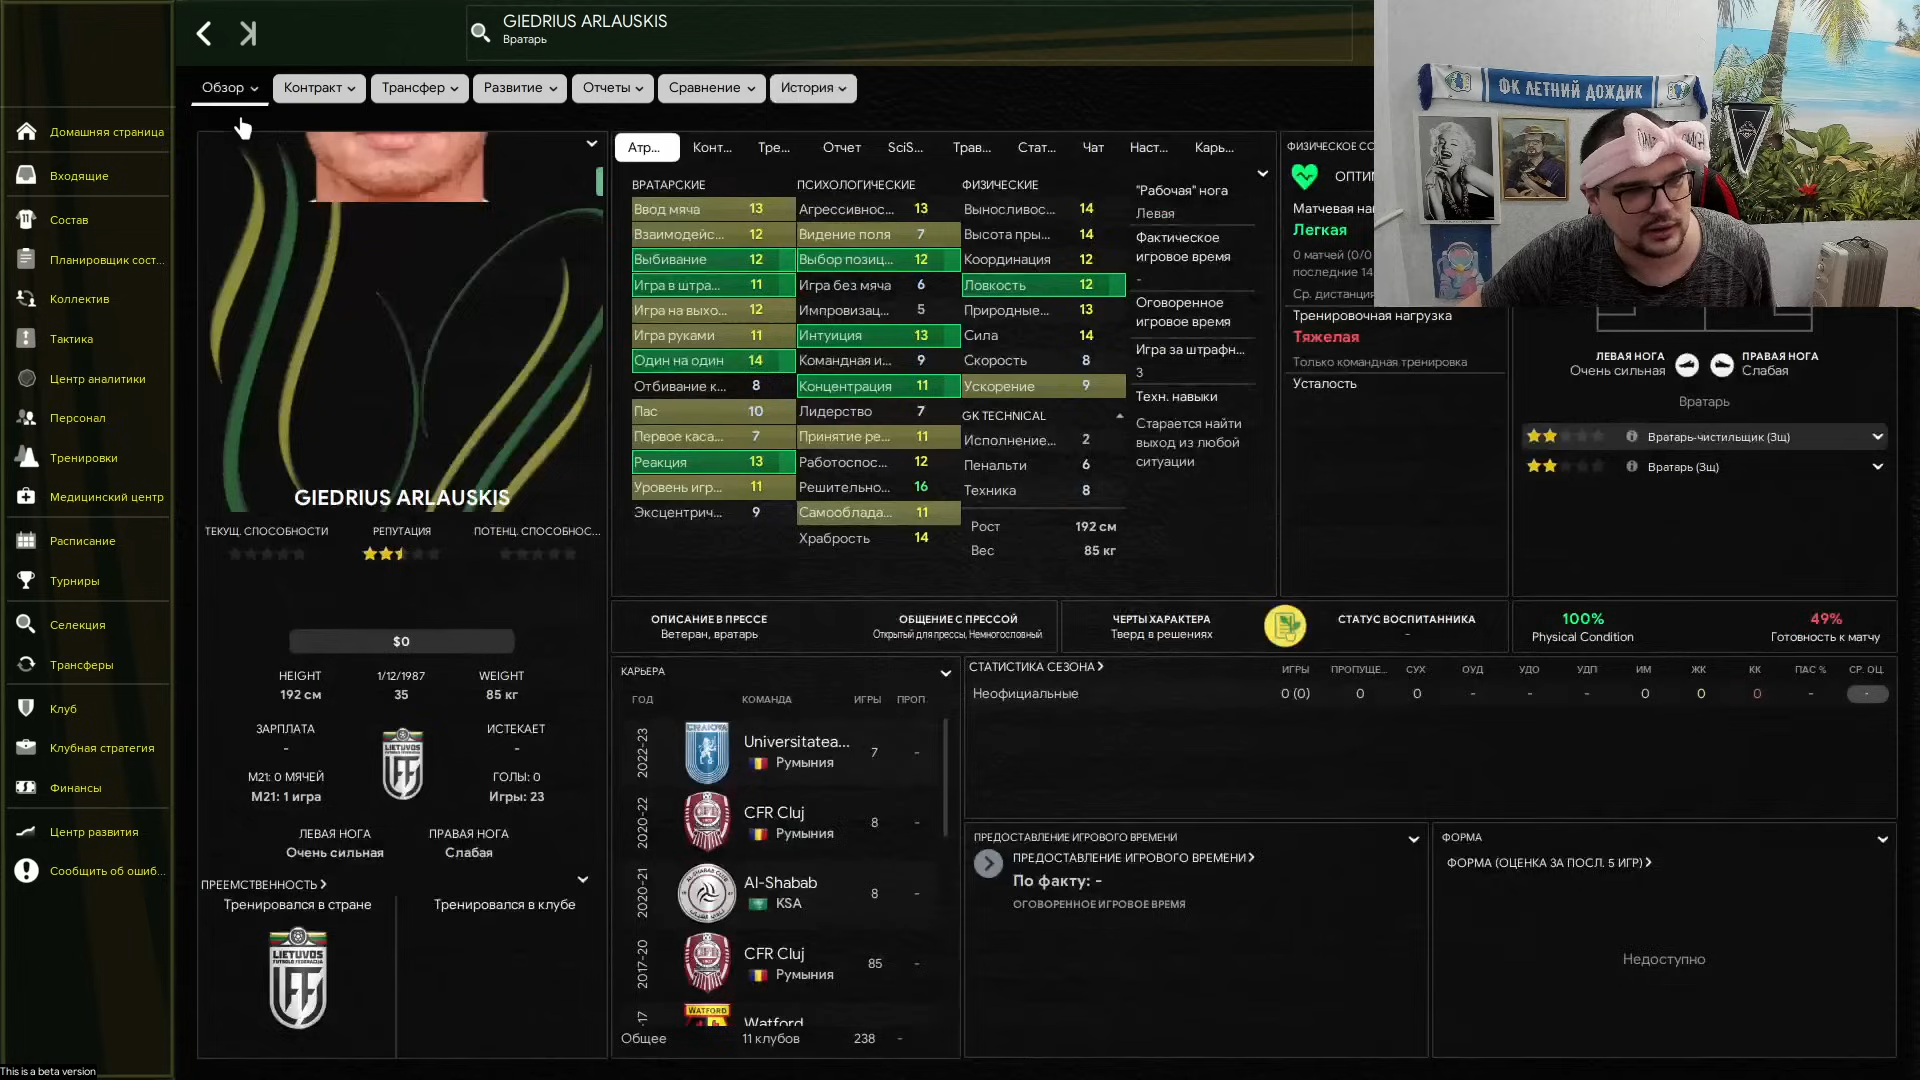 GIEDRIUS ARLAUSKIS
Вратарь
Обзор
Контракт
Трансфер
Развитие
Отчеты
Сравнение
История
Домашняя страница
Входящие
Состав
Планировщик сост...
Коллектив
Тактика
Центр аналитики
Персонал
Тренировки
Медицинский центр
Расписание
Турниры
Селекция
Трансферы
Клуб
Клубная стратегия
Финансы
Центр развития
Сообщить об ошиб...
This is a beta version
GIEDRIUS ARLAUSKIS
ТЕКУЩ. СПОСОБНОСТИ
РЕПУТАЦИЯ
ПОТЕНЦ. СПОСОБНОС...
$0
HEIGHT
192 см
1/12/1987
35
WEIGHT
85 кг
ЗАРПЛАТА
-
ИСТЕКАЕТ
-
М21: 0 МЯЧЕЙ
М21: 1 игра
ГОЛЫ: 0
Игры: 23
ЛЕВАЯ НОГА
Очень сильная
ПРАВАЯ НОГА
Слабая
ПРЕЕМСТВЕННОСТЬ
Тренировался в стране
Тренировался в клубе
LIETUVOS
Атр...
Конт...
Тре...
Отчет
SciS...
Трав...
Стат...
Чат
Наст...
Карь...
ВРАТАРСКИЕ
Ввод мяча 13
Взаимодейс... 12
Выбивание 12
Игра в штра... 11
Игра на выхо... 12
Игра руками 11
Один на один 14
Отбивание к... 8
Пас 10
Первое каса... 7
Реакция 13
Уровень игр... 11
Эксцентрич... 9
ПСИХОЛОГИЧЕСКИЕ
Агрессивнос... 13
Видение поля 7
Выбор позиц... 12
Игра без мяча 6
Импровизац... 5
Интуиция 13
Командная и... 9
Концентрация 11
Лидерство 7
Принятие ре... 11
Работоспос... 12
Решительно... 16
Самооблада... 11
Храбрость 14
ФИЗИЧЕСКИЕ
Выносливос... 14
Высота пры... 14
Координация 12
Ловкость 12
Природные... 13
Сила 14
Скорость 8
Ускорение 9
GK TECHNICAL
Исполнение... 2
Пенальти 6
Техника 8
Рост 192 см
Вес 85 кг
"Рабочая" нога
Левая
Фактическое
игровое время
-
Оговоренное
игровое время
Игра за штрафн...
3
Техн. навыки
Старается найти
выход из любой
ситуации
ФИЗИЧЕСКОЕ СО
ОПТИМ
Матчевая на
Легкая
0 матчей (0/0
последние 14
Ср. дистанция
Тренировочная нагрузка
Тяжелая
Только командная тренировка
Усталость
ФК ЛЕТНИЙ ДОЖДИК
ЛЕВАЯ НОГА
Очень сильная
ПРАВАЯ НОГА
Слабая
Вратарь
Вратарь-чистильщик (Зщ)
Вратарь (Зщ)
ОПИСАНИЕ В ПРЕССЕ
Ветеран, вратарь
ОБЩЕНИЕ С ПРЕССОЙ
Открытый для прессы, Немногословный
ЧЕРТЫ ХАРАКТЕРА
Тверд в решениях
СТАТУС ВОСПИТАННИКА
-
100%
Physical Condition
49%
Готовность к матчу
КАРЬЕРА
ГОД КОМАНДА ИГРЫ ПРОП.
2022-23 Universitatea... Румыния 7 -
2020-22 CFR Cluj Румыния 8 -
2020-21 Al-Shabab KSA 8 -
2017-20 CFR Cluj Румыния 85 -
-17 WATFORD Watford
Общее 11 клубов 238 -
СТАТИСТИКА СЕЗОНА
ИГРЫ ПРОПУЩЕ... СУХ ОУД УДО УДП ИМ ЖК КК ПАС % СР. ОЦ.
Неофициальные 0 (0) 0 0 - - - 0 0 0 - -
ПРЕДОСТАВЛЕНИЕ ИГРОВОГО ВРЕМЕНИ
ПРЕДОСТАВЛЕНИЕ ИГРОВОГО ВРЕМЕНИ
По факту: -
ОГОВОРЕННОЕ ИГРОВОЕ ВРЕМЯ
ФОРМА
ФОРМА (ОЦЕНКА ЗА ПОСЛ. 5 ИГР)
Недоступно